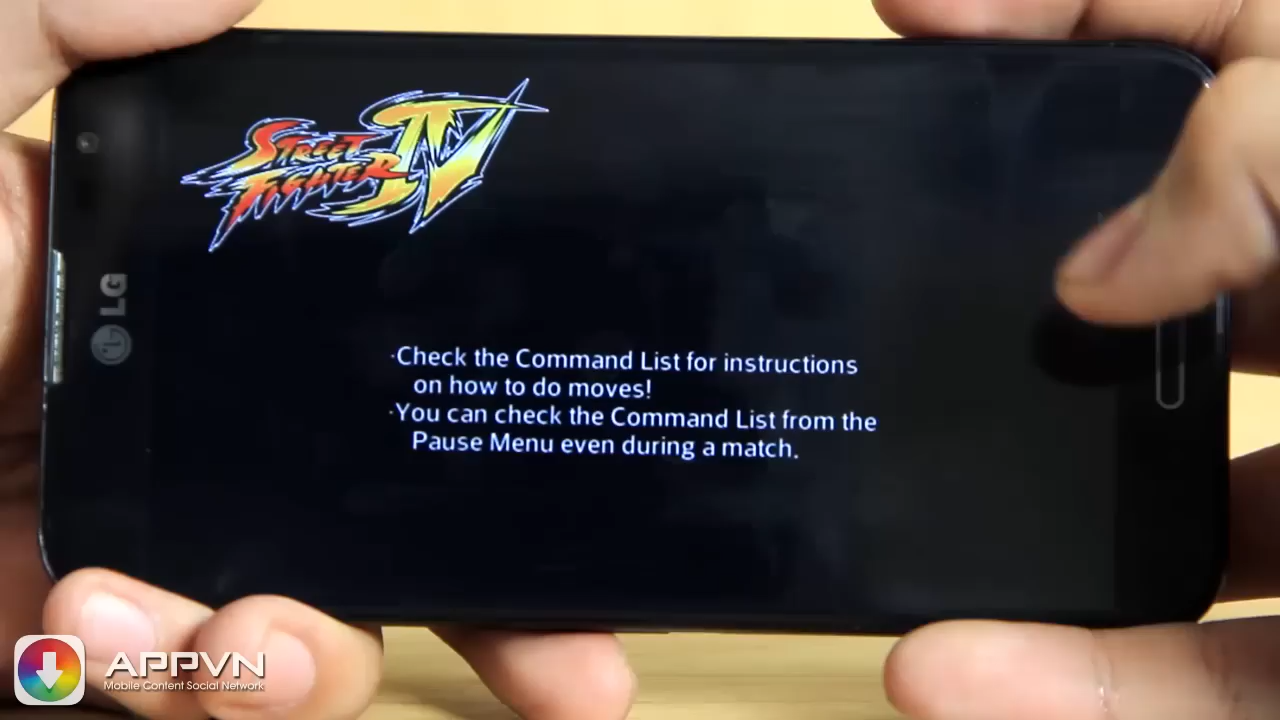 STREET
FIGHTER IV
LG
·Check the Command List for instructions
on how to do moves!
·You can check the Command List from the
Pause Menu even during a match.
APPVN
Mobile Content Social Network